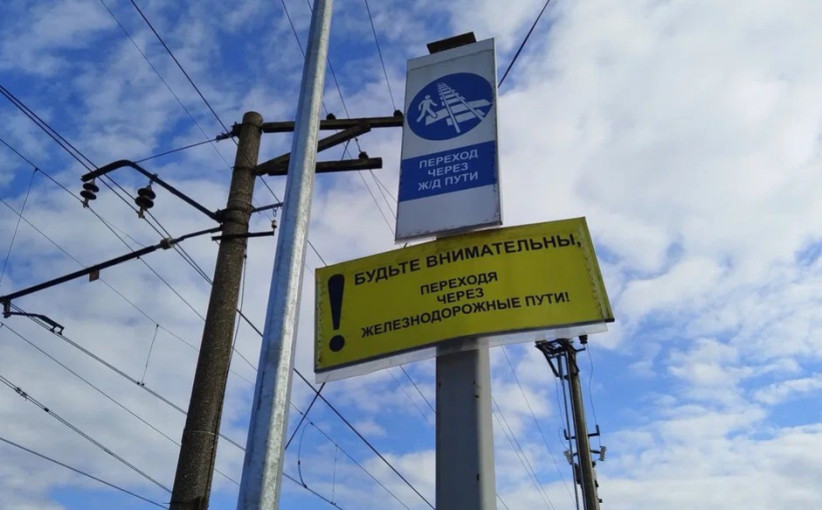 ПЕРЕХОД
ЧЕРЕЗ
Ж/Д ПУТИ
! БУДЬТЕ ВНИМАТЕЛЬНЫ,
ПЕРЕХОДЯ
ЧЕРЕЗ
ЖЕЛЕЗНОДОРОЖНЫЕ ПУТИ!